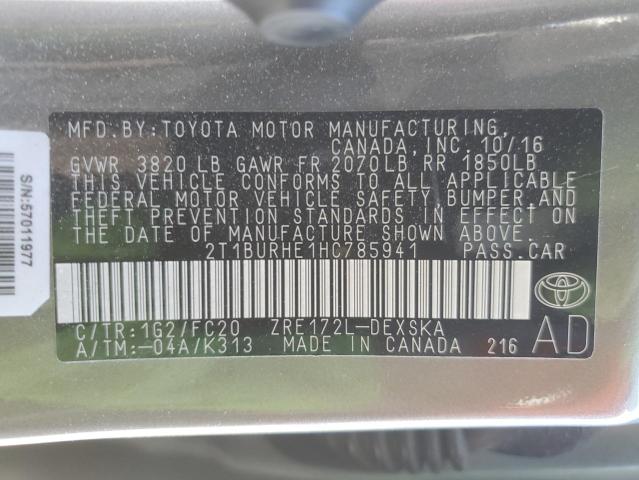 MFD. BY: TOYOTA MOTOR MANUFACTURING,
CANADA, INC. 10/16
GVWR 3820 LB GAWR FR 2070LB, RR 1850LB
THIS VEHICLE CONFORMS TO ALL APPLICABLE
FEDERAL MOTOR VEHICLE SAFETY, BUMPER, AND
THEFT PREVENTION STANDARDS IN EFFECT ON
THE DATE OF MANUFACTURE SHOWN ABOVE.
2T1BURHE1HC785941 PASS. CAR
C/TR: 1G2/FC20 ZRE172L-DEXSKA
A/TM: -04A/K313 MADE IN CANADA 216
AD
S/N: 57011977